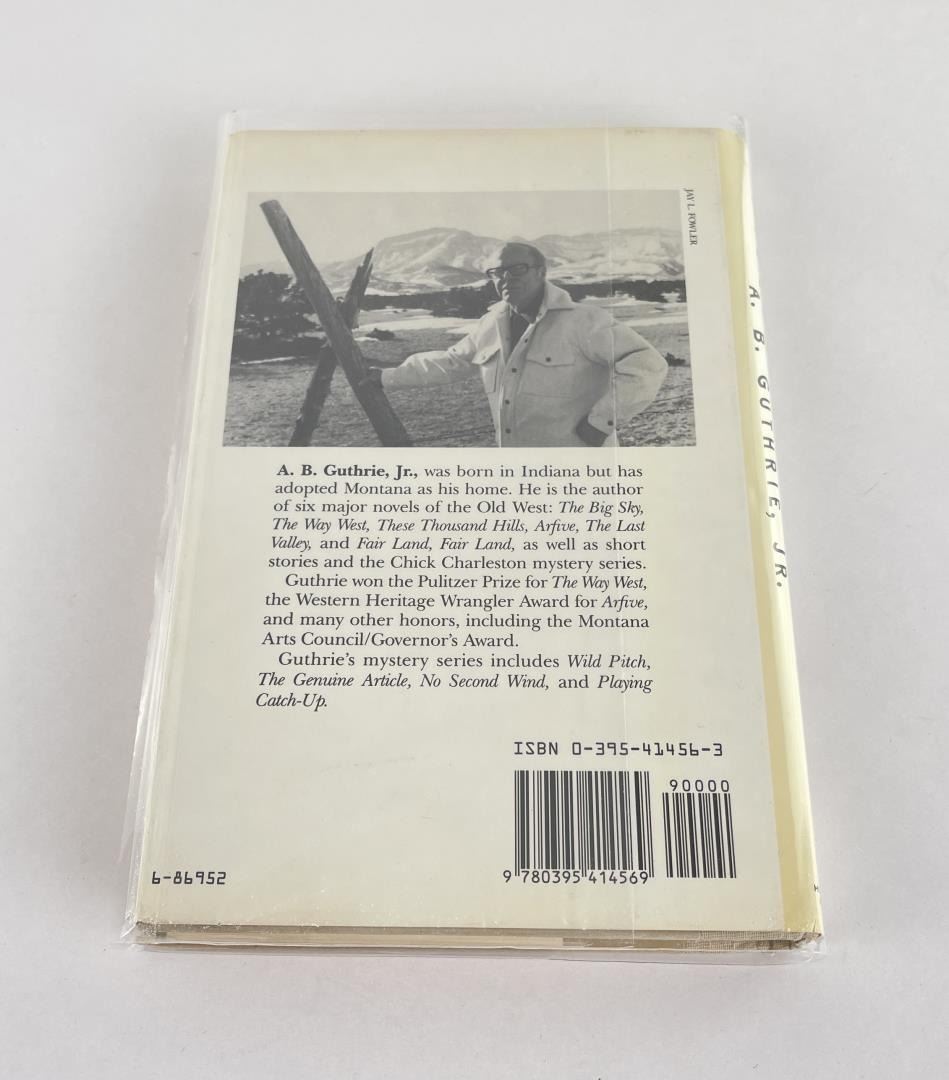 JAY L. FOWLER
A. B. GUTHRIE, JR.
A. B. Guthrie, Jr., was born in Indiana but has
adopted Montana as his home. He is the author
of six major novels of the Old West: The Big Sky,
The Way West, These Thousand Hills, Arfive, The Last
Valley, and Fair Land, Fair Land, as well as short
stories and the Chick Charleston mystery series.
Guthrie won the Pulitzer Prize for The Way West,
the Western Heritage Wrangler Award for Arfive,
and many other honors, including the Montana
Arts Council/Governor's Award.
Guthrie's mystery series includes Wild Pitch,
The Genuine Article, No Second Wind, and Playing
Catch-Up.
ISBN 0-395-41456-3
90000
9 780395 414569
6-86952